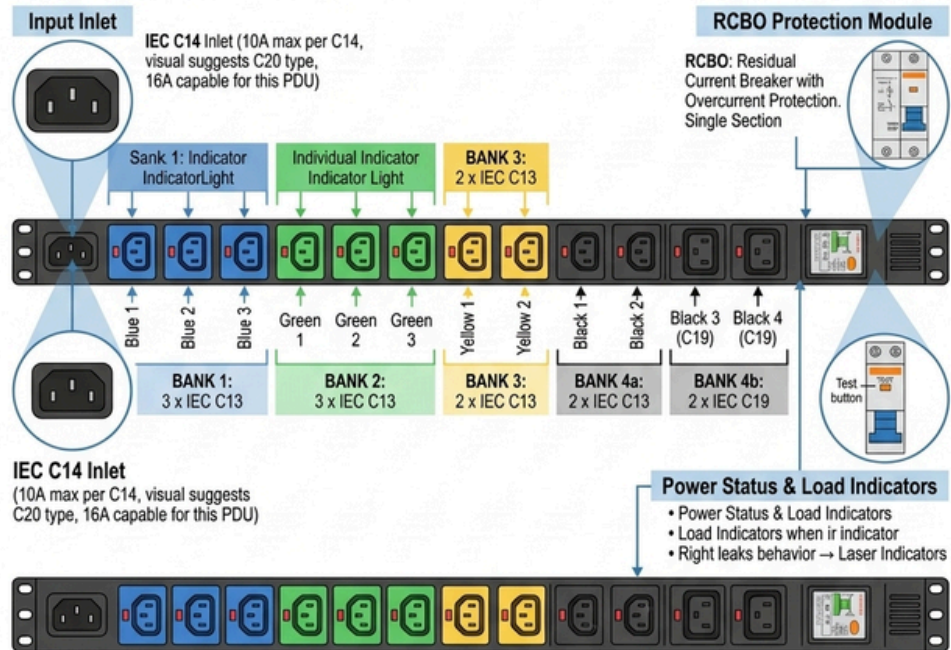 Input Inlet
IEC C14 Inlet (10A max per C14,
visual suggests C20 type,
16A capable for this PDU)
RCBO Protection Module
RCBO: Residual
Current Breaker with
Overcurrent Protection.
Single Section
Sank 1: Indicator
IndicatorLight
Individual Indicator
Indicator Light
BANK 3:
2 x IEC C13
Blue 1
Blue 2
Blue 3
Green
1
Green
2
Green
3
Yellow 1
Yellow 2
Black 1
Black 2
Black 3
(C19)
Black 4
(C19)
BANK 1:
3 x IEC C13
BANK 2:
3 x IEC C13
BANK 3:
2 x IEC C13
BANK 4a:
2 x IEC C13
BANK 4b:
2 x IEC C19
Test
button
IEC C14 Inlet
(10A max per C14, visual suggests
C20 type, 16A capable for this PDU)
Power Status & Load Indicators
• Power Status & Load Indicators
• Load Indicators when ir indicator
• Right leaks behavior → Laser Indicators